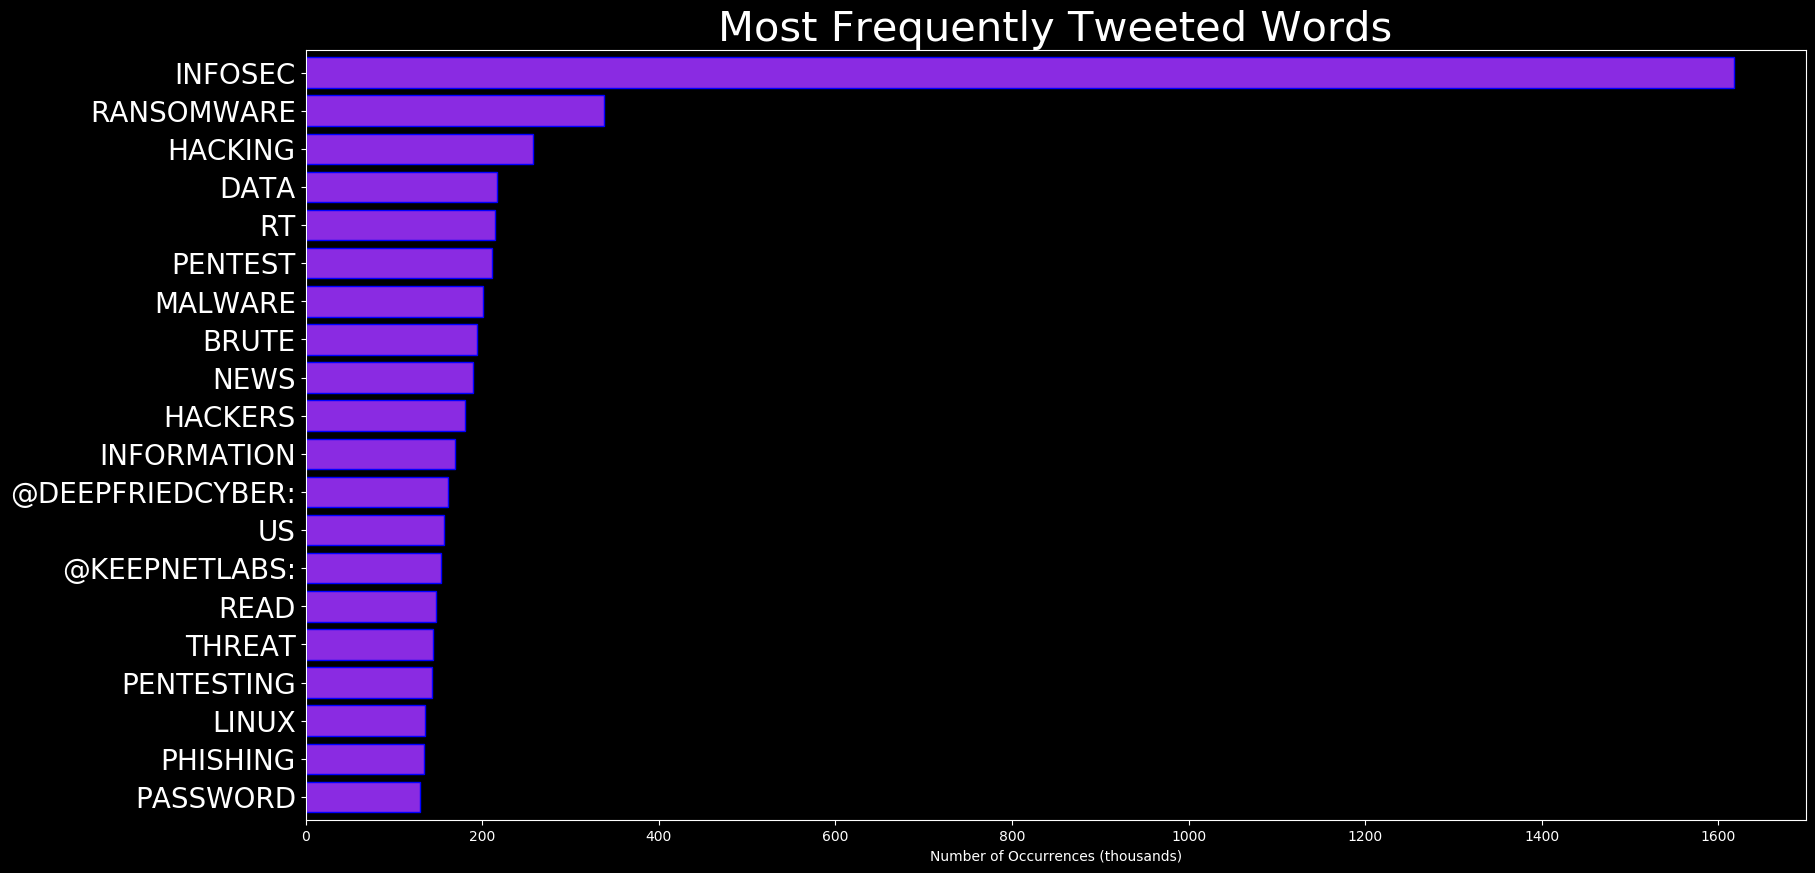 Most Frequently Tweeted Words
INFOSEC
RANSOMWARE
HACKING
DATA
RT
PENTEST
MALWARE
BRUTE
NEWS
HACKERS
INFORMATION
@DEEPFRIEDCYBER:
US
@KEEPNETLABS:
READ
THREAT
PENTESTING
LINUX
PHISHING
PASSWORD
0 200 400 600 800 1000 1200 1400 1600
Number of Occurrences (thousands)